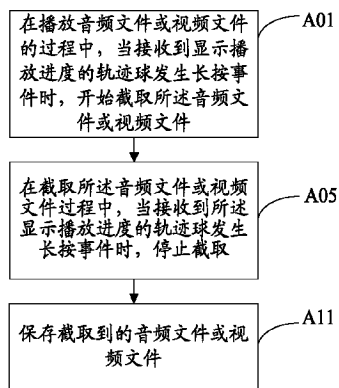 在播放音频文件或视频文件
的过程中，当接收到显示播
放进度的轨迹球发生长按事
件时，开始截取所述音频文
件或视频文件
A01
在截取所述音频文件或视频
文件过程中，当接收到所述
显示播放进度的轨迹球发生
长按事件时，停止截取
A05
保存截取到的音频文件或视
频文件
A11